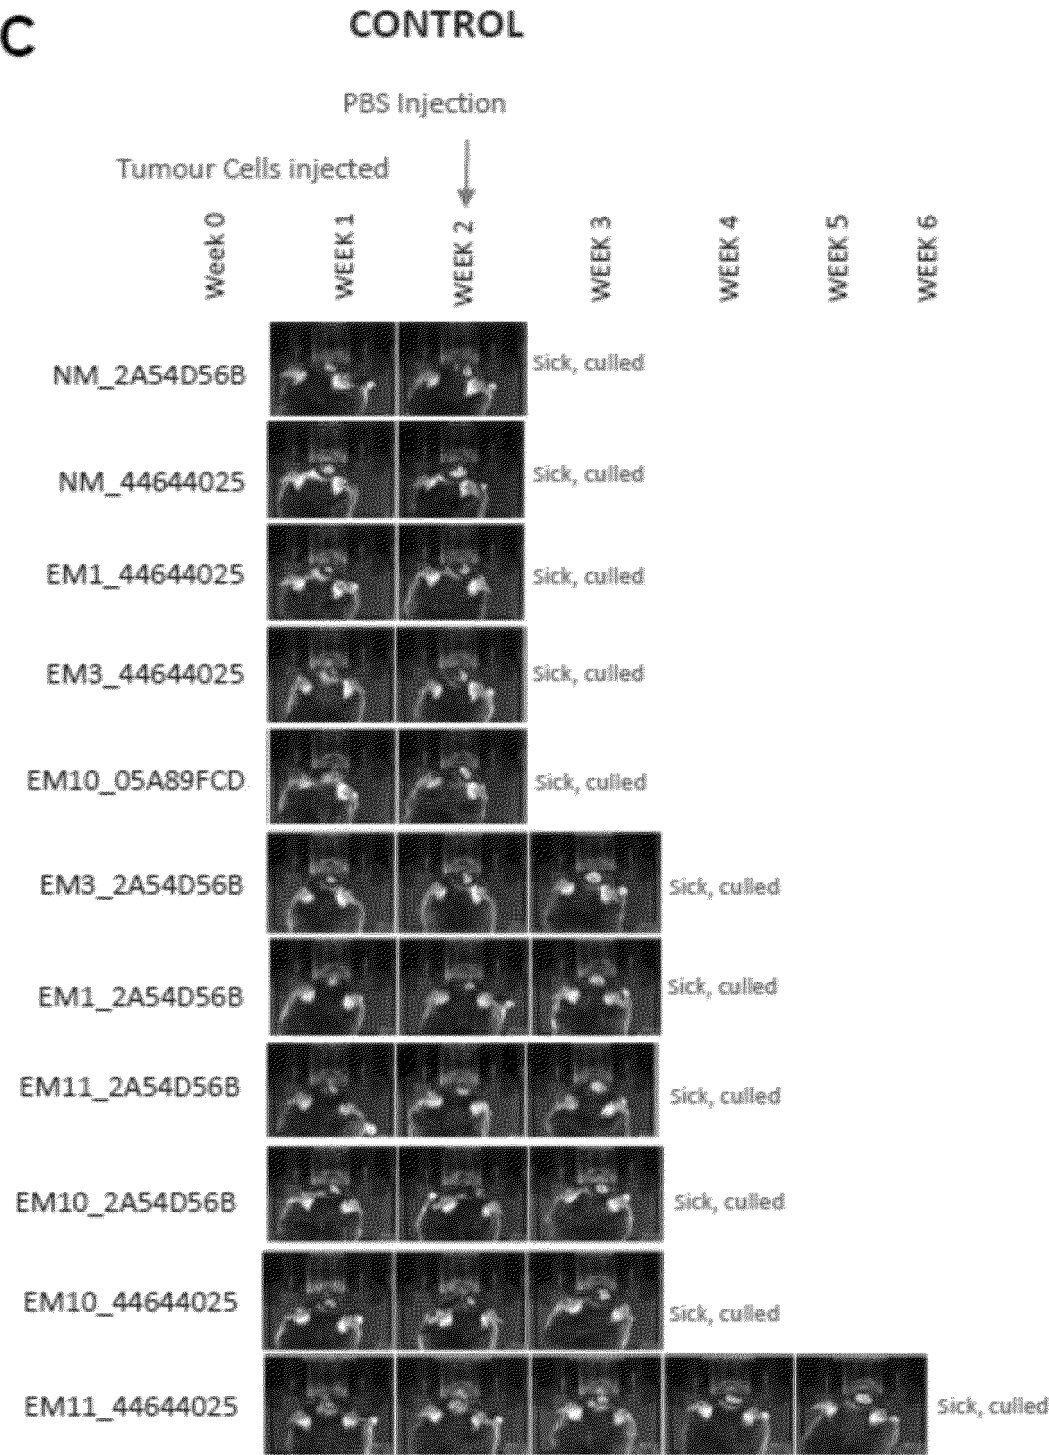 C
CONTROL
PBS Injection
Tumour Cells injected
Week 0
WEEK 1
WEEK 2
WEEK 3
WEEK 4
WEEK 5
WEEK 6
NM_2A54D56B
Sick, culled
NM_44644025
Sick, culled
EM1_44644025
Sick, culled
EM3_44644025
Sick, culled
EM10_05A89FCD
Sick, culled
EM3_2A54D56B
Sick, culled
EM1_2A54D56B
Sick, culled
EM11_2A54D56B
Sick, culled
EM10_2A54D56B
Sick, culled
EM10_44644025
Sick, culled
EM11_44644025
Sick, culled